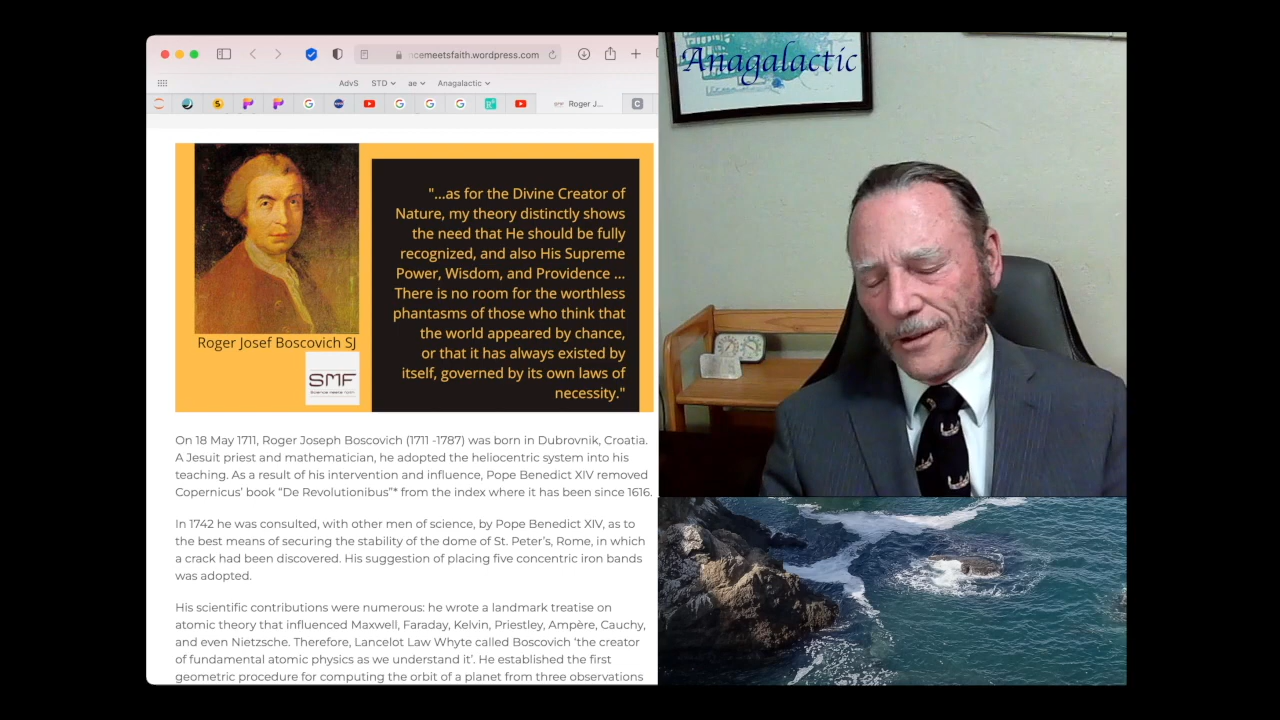 ncemeetsfaith.wordpress.com
AdvS STD ae Anagalactic
Roger J...
"...as for the Divine Creator of
Nature, my theory distinctly shows
the need that He should be fully
recognized, and also His Supreme
Power, Wisdom, and Providence ...
There is no room for the worthless
phantasms of those who think that
the world appeared by chance,
or that it has always existed by
itself, governed by its own laws of
necessity."
Roger Josef Boscovich SJ
SMF
On 18 May 1711, Roger Joseph Boscovich (1711 -1787) was born in Dubrovnik, Croatia.
A Jesuit priest and mathematician, he adopted the heliocentric system into his
teaching. As a result of his intervention and influence, Pope Benedict XIV removed
Copernicus' book “De Revolutionibus”* from the index where it has been since 1616.
In 1742 he was consulted, with other men of science, by Pope Benedict XIV, as to
the best means of securing the stability of the dome of St. Peter's, Rome, in which
a crack had been discovered. His suggestion of placing five concentric iron bands
was adopted.
His scientific contributions were numerous: he wrote a landmark treatise on
atomic theory that influenced Maxwell, Faraday, Kelvin, Priestley, Ampère, Cauchy,
and even Nietzsche. Therefore, Lancelot Law Whyte called Boscovich ‘the creator
of fundamental atomic physics as we understand it’. He established the first
geometric procedure for computing the orbit of a planet from three observations
Anagalactic